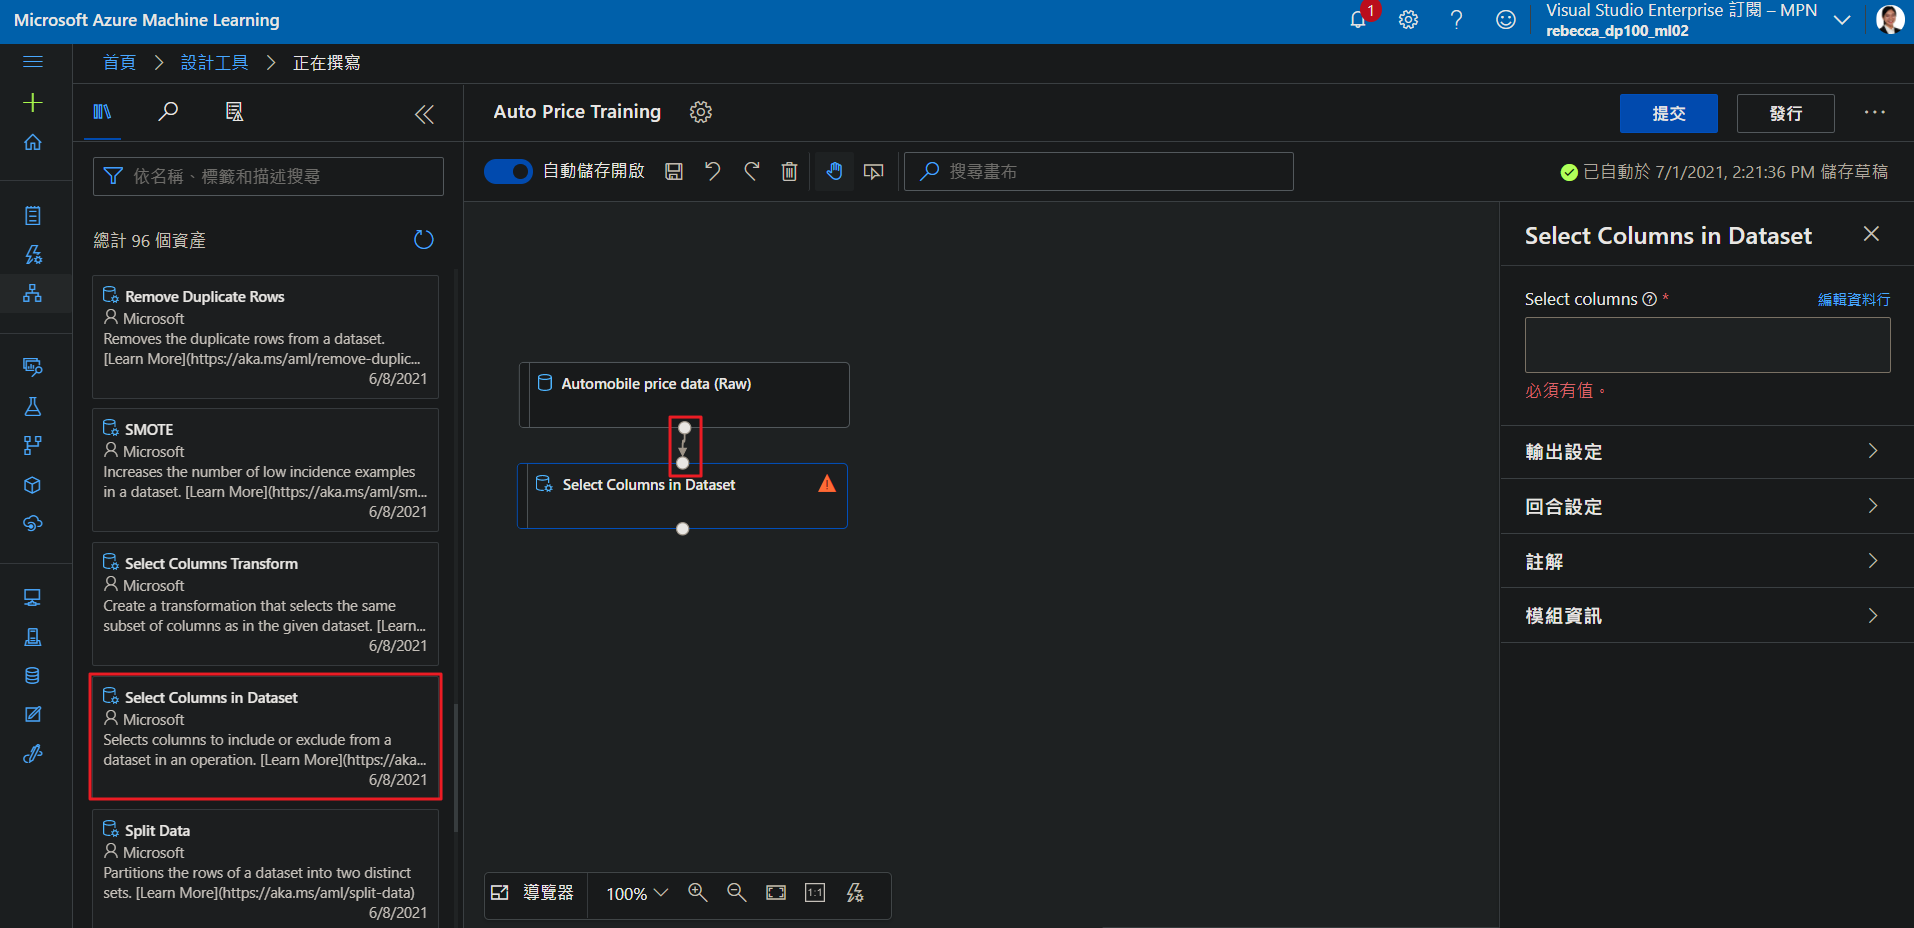 Microsoft Azure Machine Learning
1
Visual Studio Enterprise 訂閱 – MPN
rebecca_dp100_ml02
首頁 > 設計工具 > 正在撰寫
Auto Price Training
提交
發行
依名稱、標籤和描述搜尋
自動儲存開啟
搜尋畫布
已自動於 7/1/2021, 2:21:36 PM 儲存草稿
總計 96 個資產
Remove Duplicate Rows
Microsoft
Removes the duplicate rows from a dataset.
[Learn More](https://aka.ms/aml/remove-duplic...
6/8/2021
SMOTE
Microsoft
Increases the number of low incidence examples
in a dataset. [Learn More](https://aka.ms/aml/sm...
6/8/2021
Select Columns Transform
Microsoft
Create a transformation that selects the same
subset of columns as in the given dataset. [Learn...
6/8/2021
Select Columns in Dataset
Microsoft
Selects columns to include or exclude from a
dataset in an operation. [Learn More](https://aka...
6/8/2021
Split Data
Microsoft
Partitions the rows of a dataset into two distinct
sets. [Learn More](https://aka.ms/aml/split-data)
6/8/2021
Automobile price data (Raw)
Select Columns in Dataset
導覽器
100%
1:1
Select Columns in Dataset
Select columns ? *
編輯資料行
必須有值。
輸出設定
回合設定
註解
模組資訊